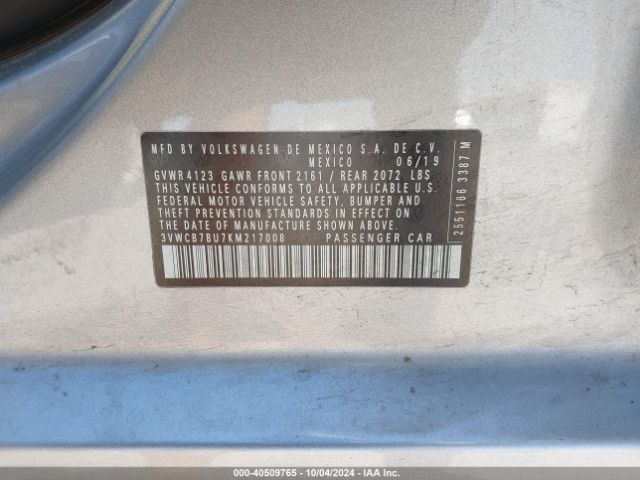 MFD BY VOLKSWAGEN DE MEXICO S.A. DE C.V.
MEXICO 06/19
GVWR 4123 GAWR FRONT 2161 / REAR 2072 LBS
THIS VEHICLE CONFORMS TO ALL APPLICABLE U.S.
FEDERAL MOTOR VEHICLE SAFETY, BUMPER AND
THEFT PREVENTION STANDARDS IN EFFECT ON
THE DATE OF MANUFACTURE SHOWN ABOVE.
3VWCB7BU7KM217008 PASSENGER CAR
2551166 3387 M
000-40509765 - 10/04/2024 - IAA Inc.